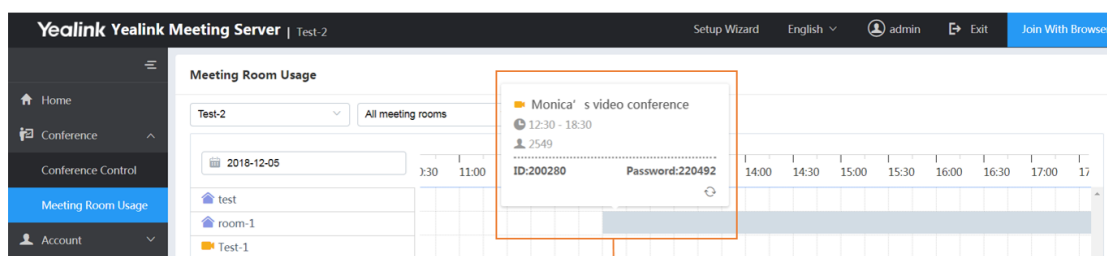 Yealink Yealink Meeting Server | Test-2 Setup Wizard English admin Exit Join With Browse
Meeting Room Usage
Home
Test-2 All meeting rooms
Monica‘ s video conference
12:30 - 18:30
2549
ID:200280 Password:220492
Conference
Conference Control
2018-12-05
:30 11:00 14:00 14:30 15:00 15:30 16:00 16:30 17:00 17
Meeting Room Usage
test
room-1
Account
Test-1